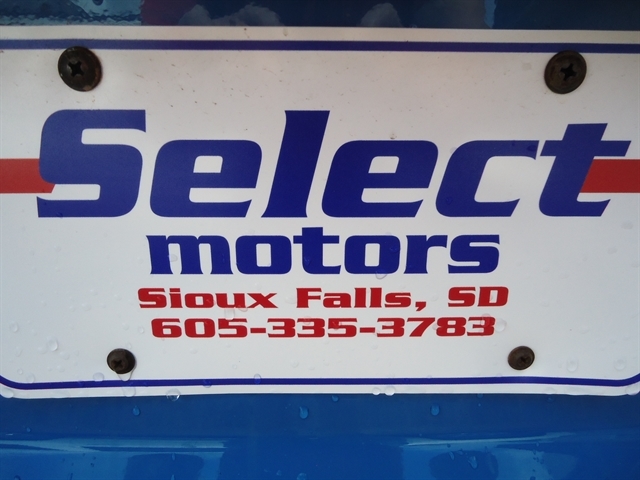 Select
motors
Sioux Falls, SD
605-335-3783